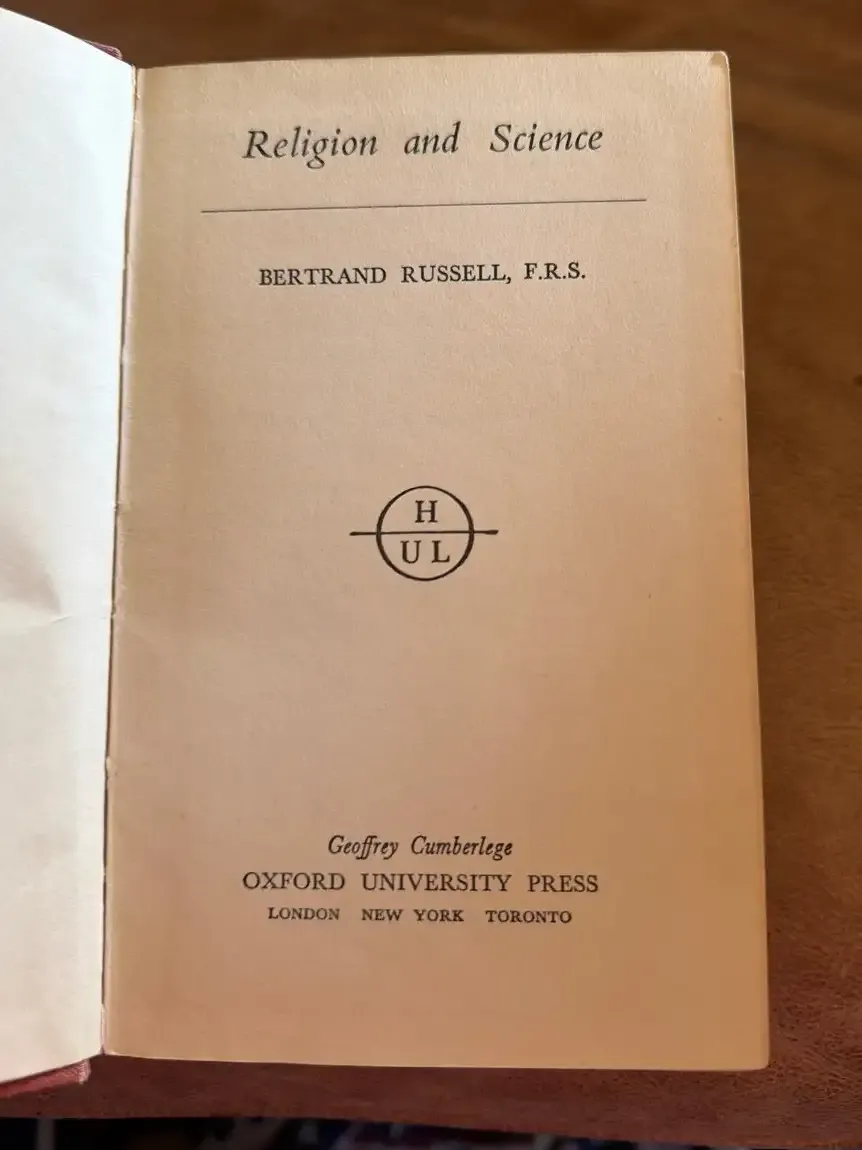 Religion and Science
BERTRAND RUSSELL, F.R.S.
H
UL
Geoffrey Cumberlege
OXFORD UNIVERSITY PRESS
LONDON NEW YORK TORONTO